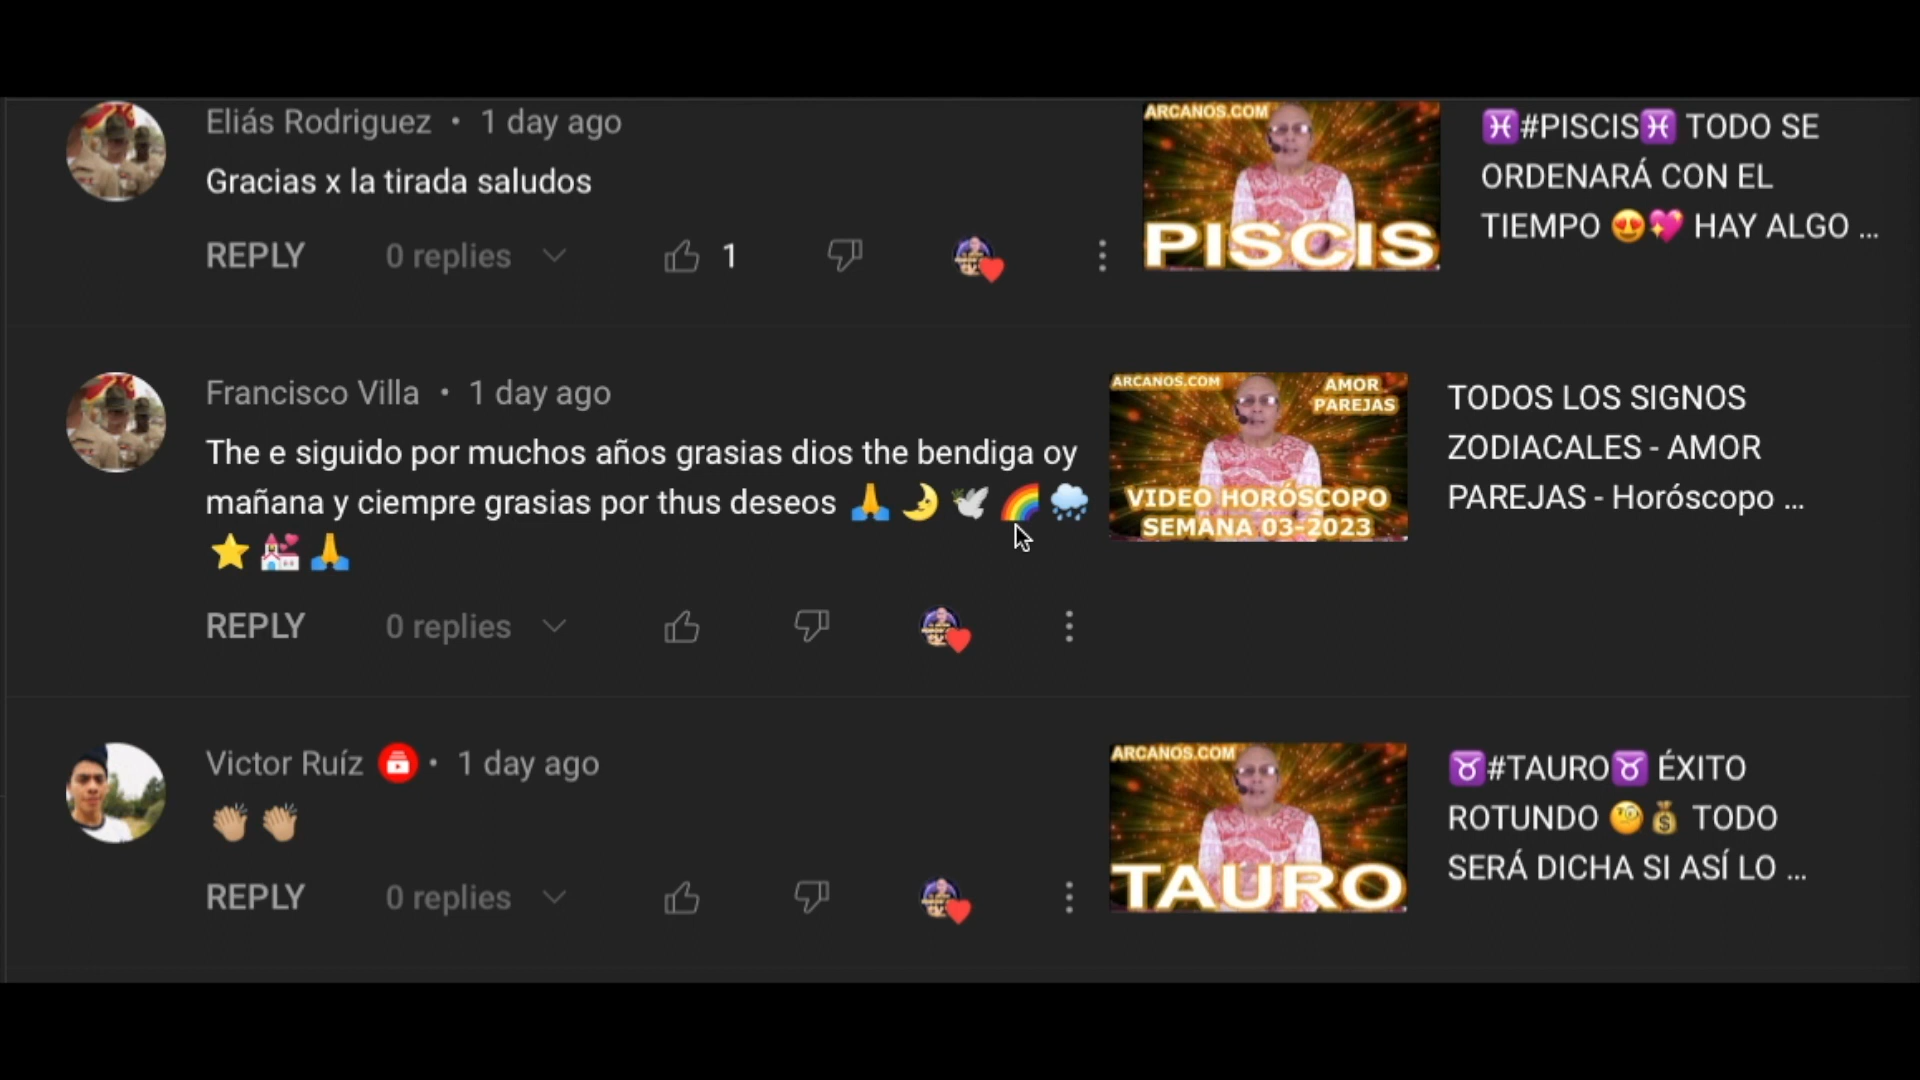 Eliás Rodriguez • 1 day ago
Gracias x la tirada saludos
REPLY 0 replies 1
ARCANOS.COM
PISCIS
♓#PISCIS♓ TODO SE
ORDENARÁ CON EL
TIEMPO 😍💖 HAY ALGO ...
Francisco Villa • 1 day ago
The e siguido por muchos años grasias dios the bendiga oy
mañana y ciempre grasias por thus deseos 🙏 🌛 🕊️ 🌈 🌧️
⭐ 💒 🙏
REPLY 0 replies
ARCANOS.COM
AMOR
PAREJAS
VIDEO HORÓSCOPO
SEMANA 03-2023
TODOS LOS SIGNOS
ZODIACALES - AMOR
PAREJAS - Horóscopo ...
Victor Ruíz • 1 day ago
👏🏼 👏🏼
REPLY 0 replies
ARCANOS.COM
TAURO
♉#TAURO♉ ÉXITO
ROTUNDO 🧐💰 TODO
SERÁ DICHA SI ASÍ LO ...